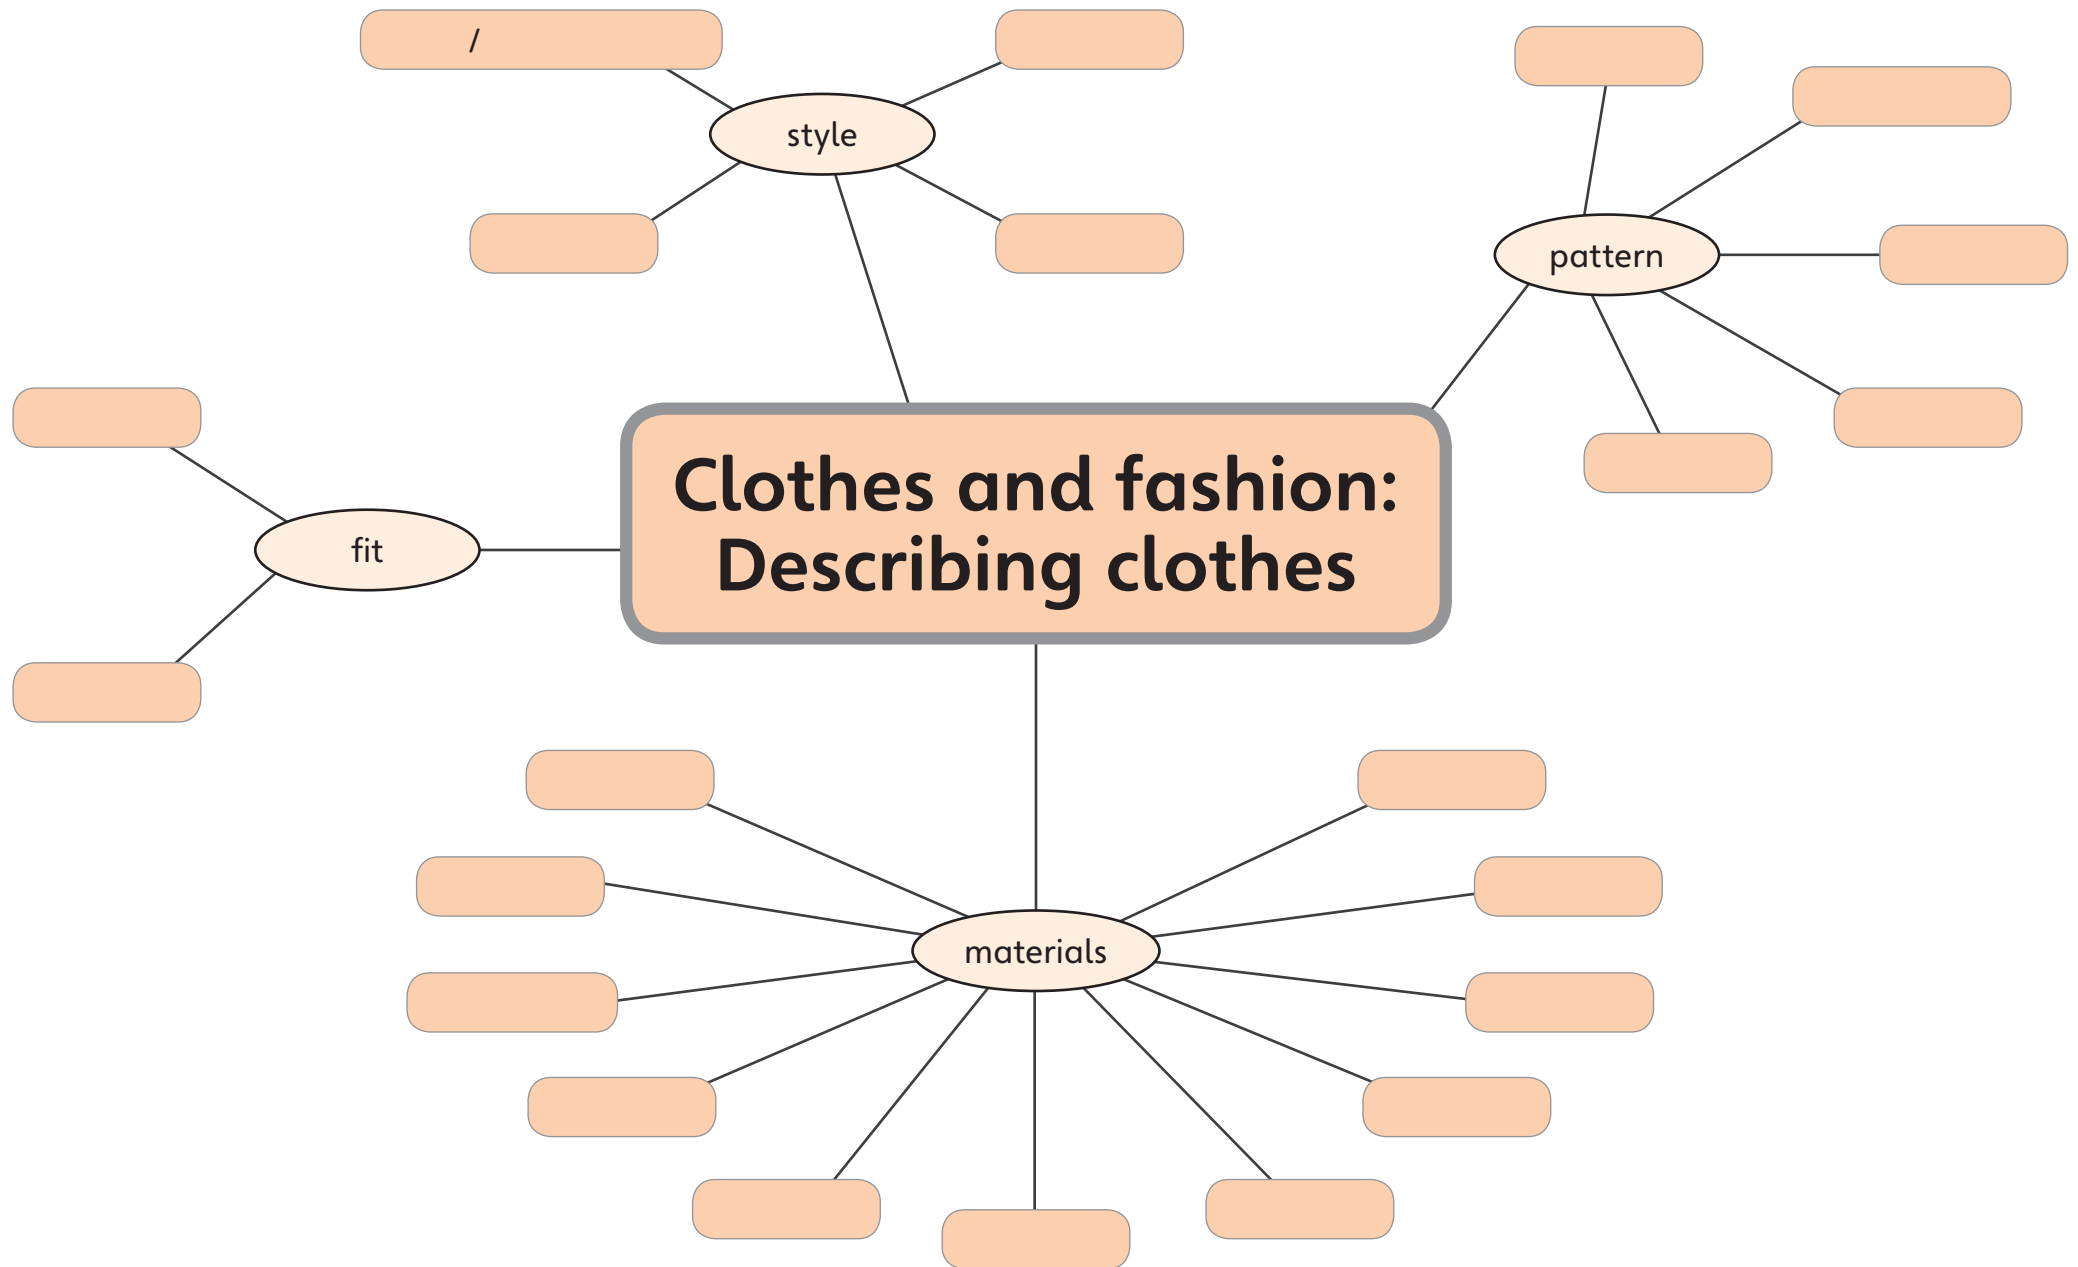 /
style
pattern
Clothes and fashion:
Describing clothes
fit
materials